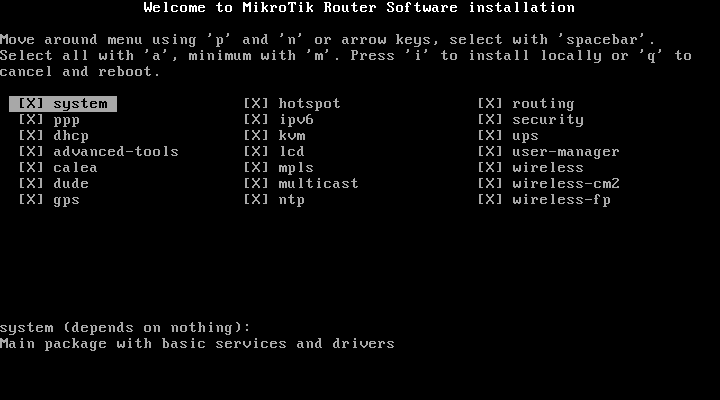 Welcome to MikroTik Router Software installation
Move around menu using 'p' and 'n' or arrow keys, select with 'spacebar'.
Select all with 'a', minimum with 'm'. Press 'i' to install locally or 'q' to
cancel and reboot.
[X] system [X] hotspot [X] routing
[X] ppp [X] ipv6 [X] security
[X] dhcp [X] kvm [X] ups
[X] advanced-tools [X] lcd [X] user-manager
[X] calea [X] mpls [X] wireless
[X] dude [X] multicast [X] wireless-cm2
[X] gps [X] ntp [X] wireless-fp
system (depends on nothing):
Main package with basic services and drivers